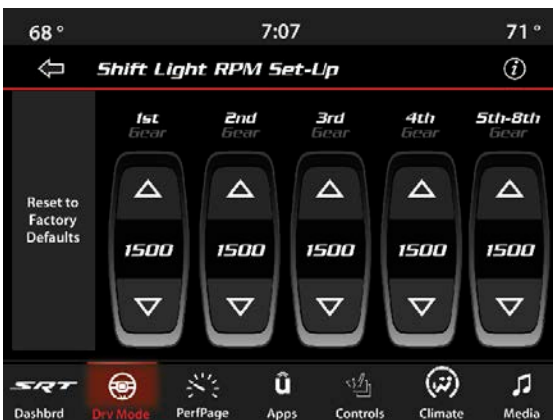 68 ° 7:07 71 °
Shift Light RPM Set-Up i
1st 2nd 3rd 4th 5th-8th
Gear Gear Gear Gear Gear
Reset to
Factory
Defaults
1500 1500 1500 1500 1500
SRT û
Dashbrd Drv Mode PerfPage Apps Controls Climate Media